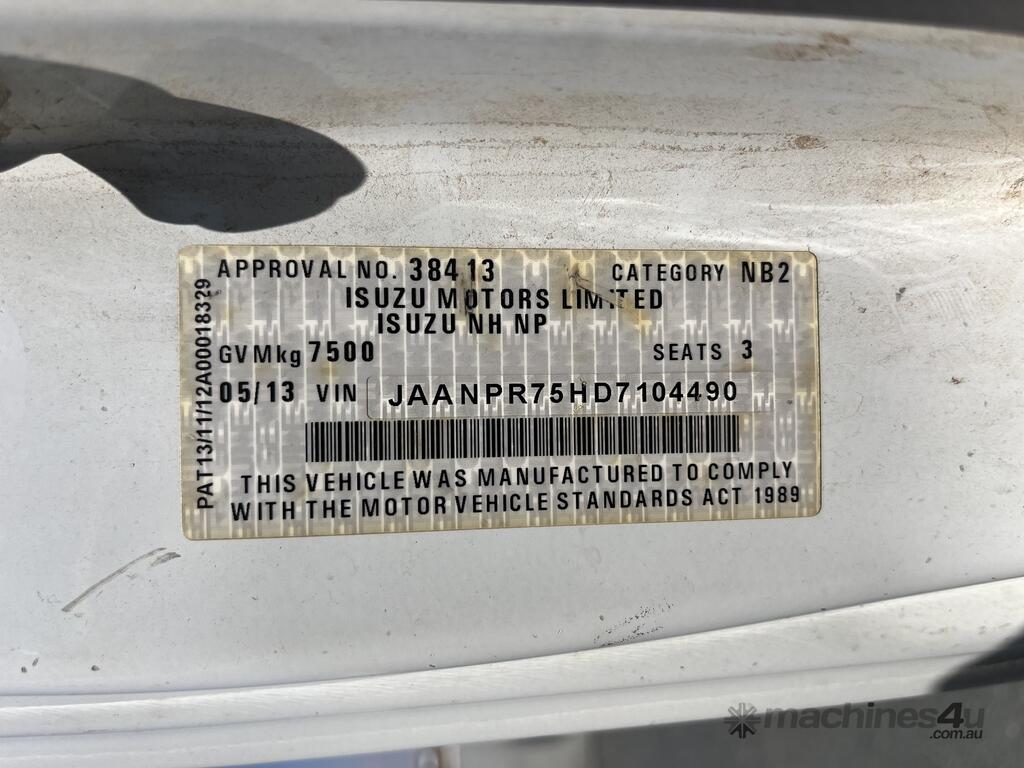 APPROVAL NO. 38413 CATEGORY NB2
ISUZU MOTORS LIMITED
ISUZU NH NP
GVMkg 7500 SEATS 3
05/13 VIN JAANPR75HD7104490
THIS VEHICLE WAS MANUFACTURED TO COMPLY
WITH THE MOTOR VEHICLE STANDARDS ACT 1989
PAT13/11/12A00018329
machines4u
.com.au